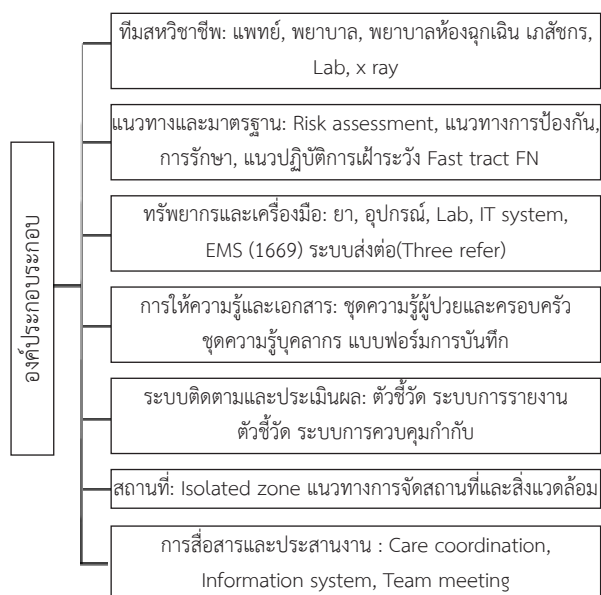 องค์ประกอบประกอบ
ทีมสหวิชาชีพ: แพทย์, พยาบาล, พยาบาลห้องฉุกเฉิน เภสัชกร,
Lab, x ray
แนวทางและมาตรฐาน: Risk assessment, แนวทางการป้องกัน,
การรักษา, แนวปฏิบัติการเฝ้าระวัง Fast tract FN
ทรัพยากรและเครื่องมือ: ยา, อุปกรณ์, Lab, IT system,
EMS (1669) ระบบส่งต่อ(Three refer)
การให้ความรู้และเอกสาร: ชุดความรู้ผู้ป่วยและครอบครัว
ชุดความรู้บุคลากร แบบฟอร์มการบันทึก
ระบบติดตามและประเมินผล: ตัวชี้วัด ระบบการรายงาน
ตัวชี้วัด ระบบการควบคุมกำกับ
สถานที่: Isolated zone แนวทางการจัดสถานที่และสิ่งแวดล้อม
การสื่อสารและประสานงาน : Care coordination,
Information system, Team meeting